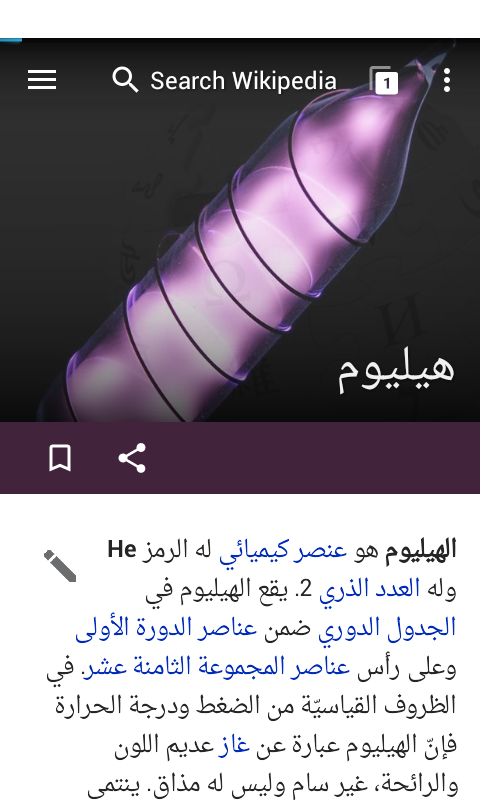 Search Wikipedia
1
هيليوم
الهيليوم هو عنصر كيميائي له الرمز He
وله العدد الذري 2. يقع الهيليوم في
الجدول الدوري ضمن عناصر الدورة الأولى
وعلى رأس عناصر المجموعة الثامنة عشر. في
الظروف القياسيّة من الضغط ودرجة الحرارة
فإنّ الهيليوم عبارة عن غاز عديم اللون
والرائحة، غير سام وليس له مذاق. ينتمي